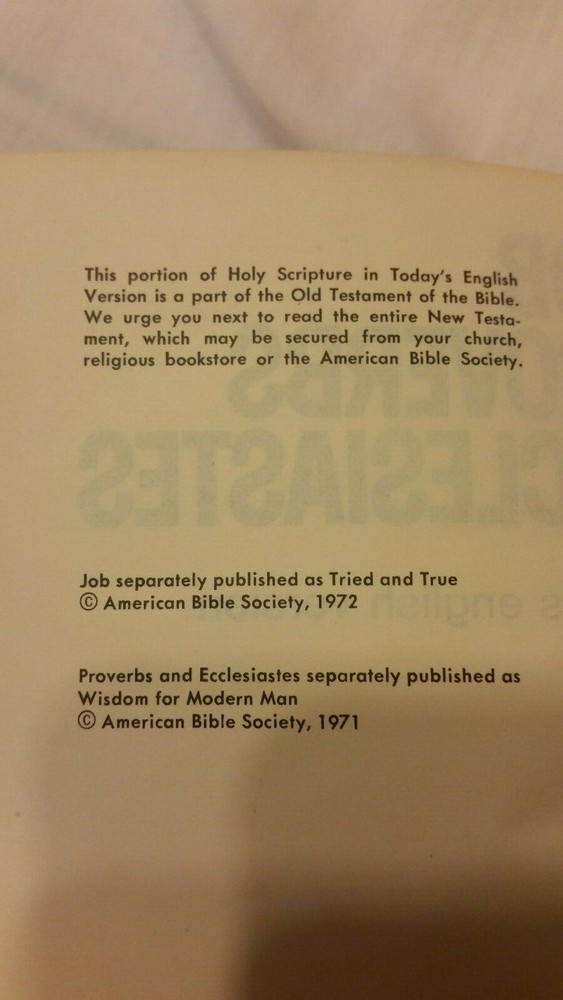 This portion of Holy Scripture in Today's English
Version is a part of the Old Testament of the Bible.
We urge you next to read the entire New Testa-
ment, which may be secured from your church,
religious bookstore or the American Bible Society.
Job separately published as Tried and True
© American Bible Society, 1972
Proverbs and Ecclesiastes separately published as
Wisdom for Modern Man
© American Bible Society, 1971